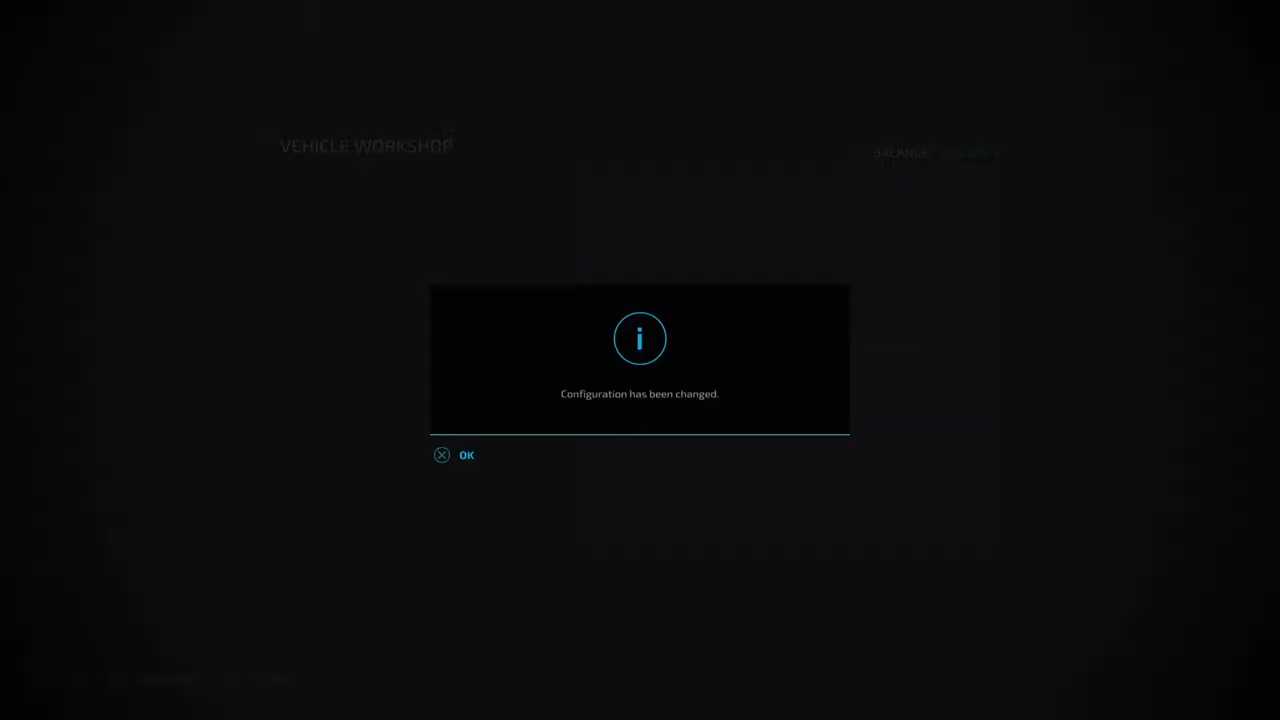 VEHICLE WORKSHOP
BALANCE
i
Configuration has been changed.
OK